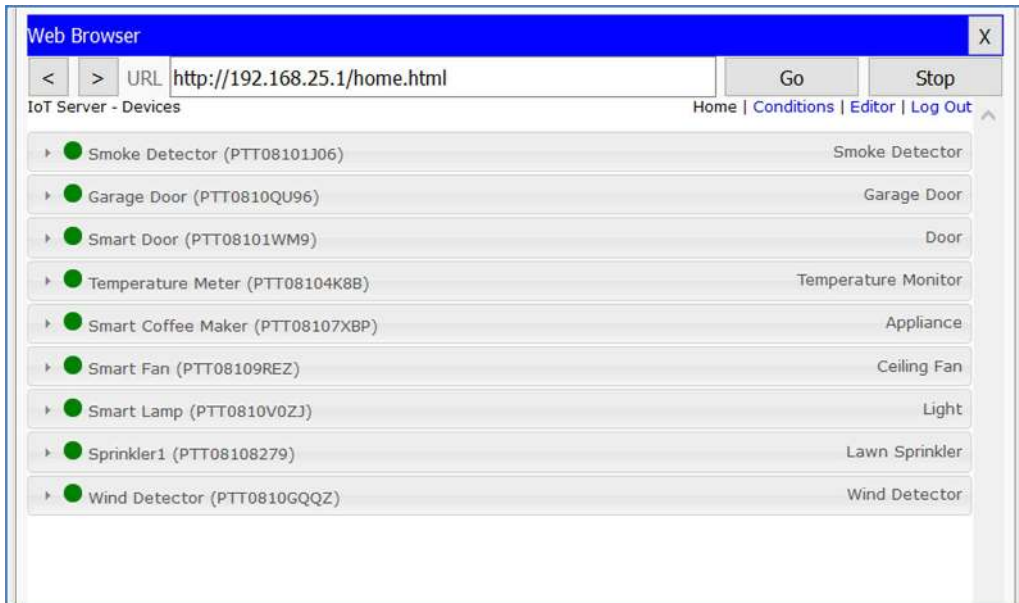 Web Browser X
< > URL http://192.168.25.1/home.html Go Stop
IoT Server - Devices Home | Conditions | Editor | Log Out
Smoke Detector (PTT08101J06) Smoke Detector
Garage Door (PTT0810QU96) Garage Door
Smart Door (PTT08101WM9) Door
Temperature Meter (PTT08104K8B) Temperature Monitor
Smart Coffee Maker (PTT08107XBP) Appliance
Smart Fan (PTT08109REZ) Ceiling Fan
Smart Lamp (PTT0810V0ZJ) Light
Sprinkler1 (PTT08108279) Lawn Sprinkler
Wind Detector (PTT0810GQQZ) Wind Detector